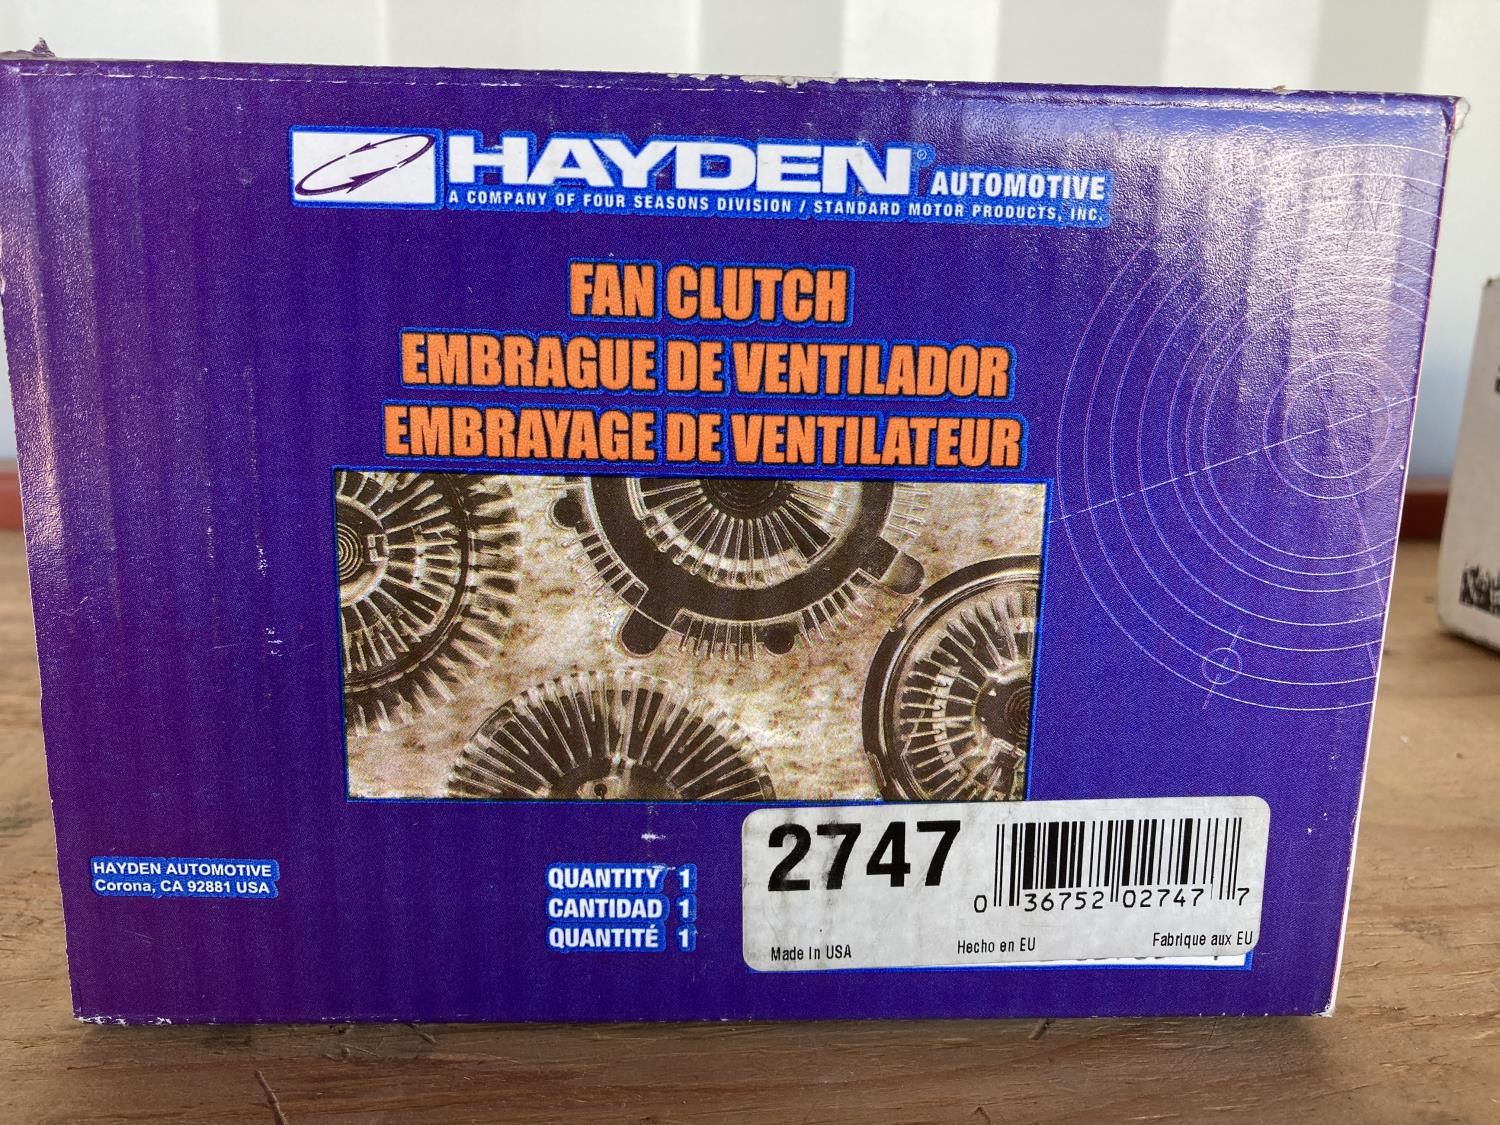 HAYDEN® AUTOMOTIVE
A COMPANY OF FOUR SEASONS DIVISION / STANDARD MOTOR PRODUCTS, INC.
FAN CLUTCH
EMBRAGUE DE VENTILADOR
EMBRAYAGE DE VENTILATEUR
HAYDEN AUTOMOTIVE
Corona, CA 92881 USA
QUANTITY 1
CANTIDAD 1
QUANTITÉ 1
2747
0 36752 02747 7
Made In USA Hecho en EU Fabrique aux EU